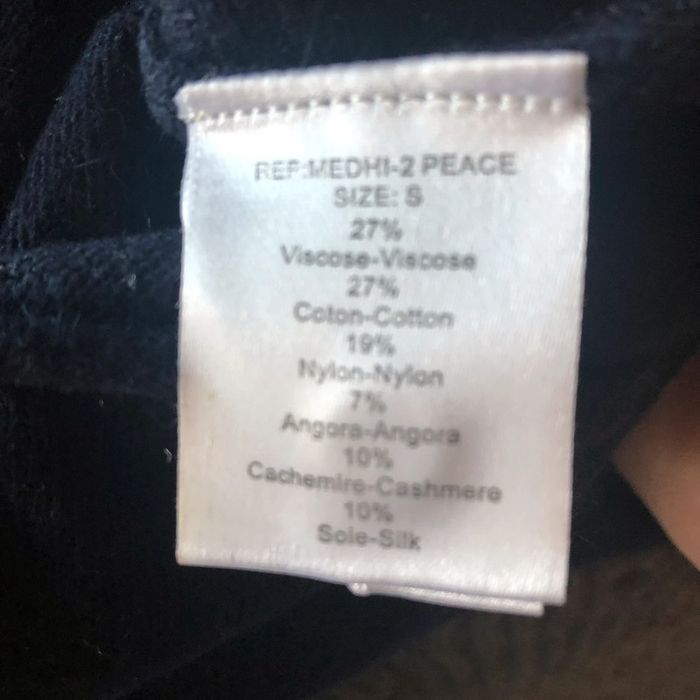 REF:MEDHI-2 PEACE
SIZE: S
27%
Viscose-Viscose
27%
Coton-Cotton
19%
Nylon-Nylon
7%
Angora-Angora
10%
Cachemire-Cashmere
10%
Soie-Silk